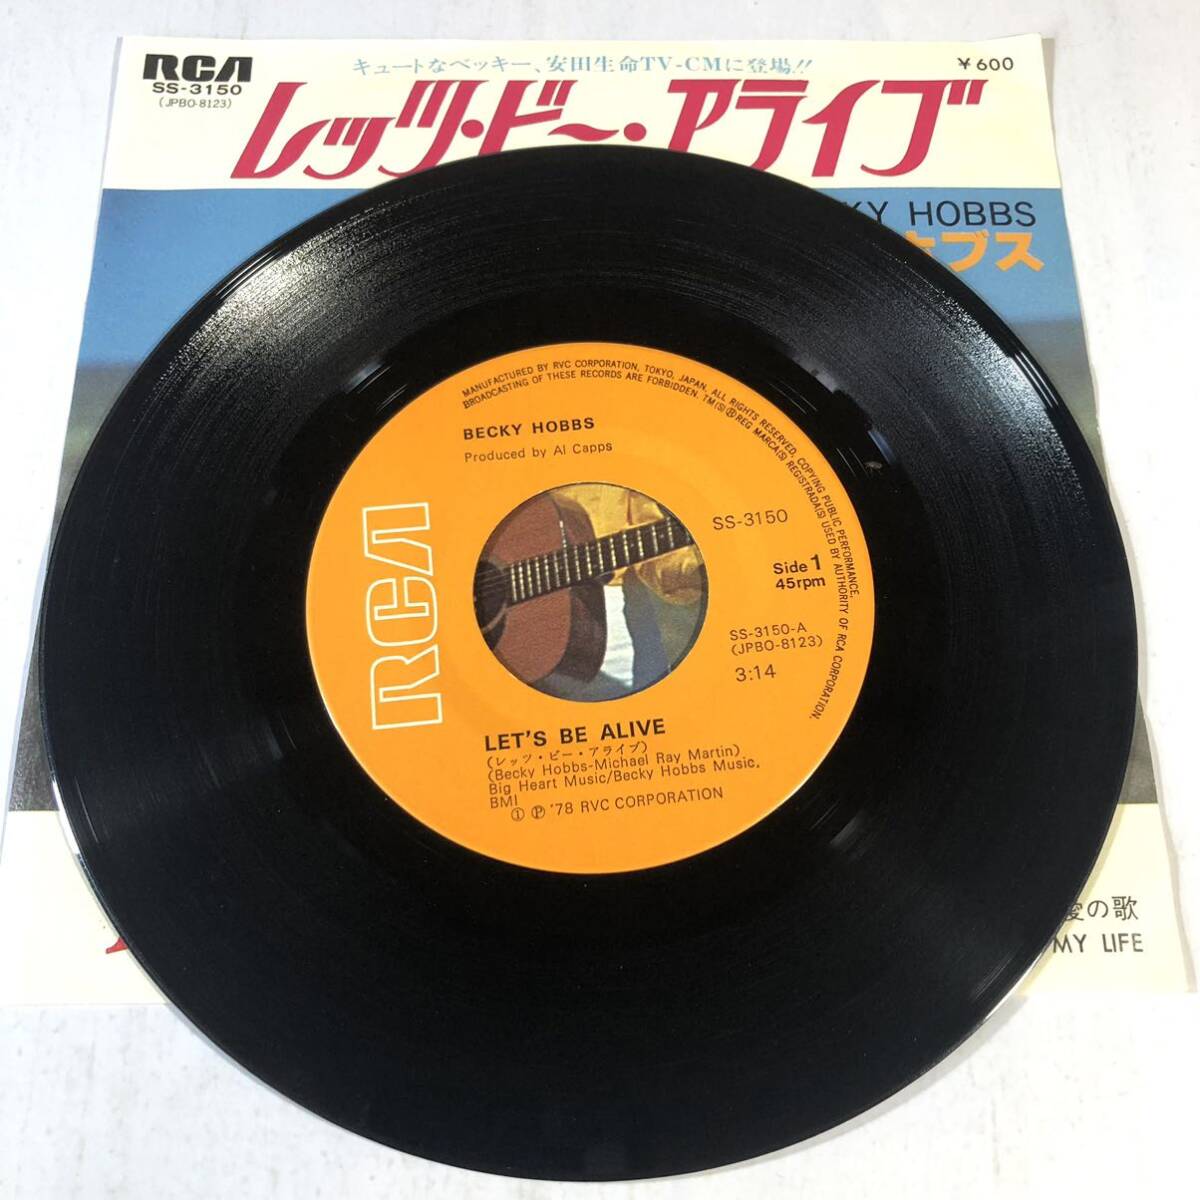 RCA
SS-3150
(JPBO-8123)
キュートなベッキー、安田生命TV-CMに登場!!
¥600
レッツ・ビー・アライブ
KY HOBBS
ホブス
MANUFACTURED BY RVC CORPORATION, TOKYO, JAPAN, ALL RIGHTS RESERVED, COPYING PUBLIC PERFORMANCE,
BROADCASTING OF THESE RECORDS ARE FORBIDDEN. TM(S)®REG MARCA(S) REGISTRADA(S) USED BY AUTHORITY OF RCA CORPORATION.
BECKY HOBBS
Produced by Al Capps
RCA
SS-3150
Side 1
45rpm
SS-3150-A
(JPBO-8123)
3:14
LET'S BE ALIVE
(レッツ・ビー・アライブ)
(Becky Hobbs-Michael Ray Martin)
Big Heart Music/Becky Hobbs Music.
BMI
① ℗ '78 RVC CORPORATION
愛の歌
MY LIFE